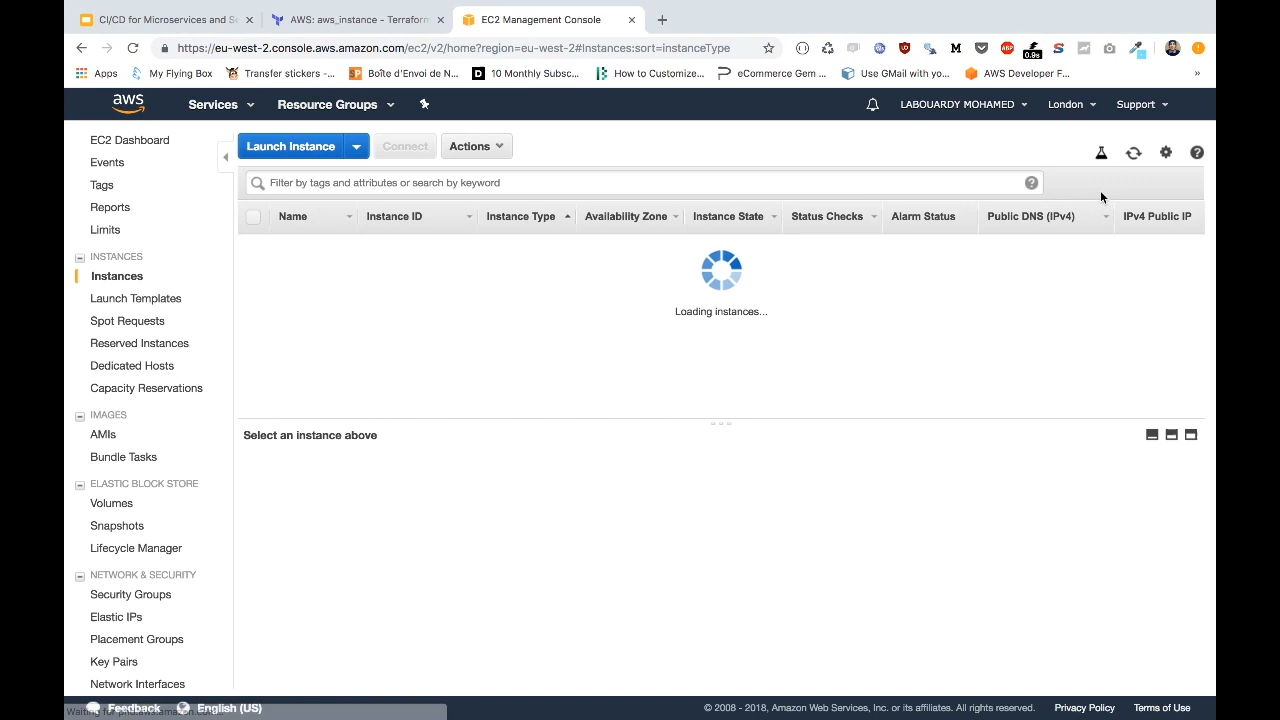 CI/CD for Microservices and Se
AWS: aws_instance - Terraform
EC2 Management Console
https://eu-west-2.console.aws.amazon.com/ec2/v2/home?region=eu-west-2#Instances:sort=instanceType
ABP
0.9s
Apps
My Flying Box
Transfer stickers -...
Boîte d'Envoi de N...
10 Monthly Subsc...
How to Customize...
eCommerce Gem ...
Use GMail with yo...
AWS Developer F...
»
aws
Services
Resource Groups
LABOUARDY MOHAMED
London
Support
EC2 Dashboard
Events
Tags
Reports
Limits
INSTANCES
Instances
Launch Templates
Spot Requests
Reserved Instances
Dedicated Hosts
Capacity Reservations
IMAGES
AMIs
Bundle Tasks
ELASTIC BLOCK STORE
Volumes
Snapshots
Lifecycle Manager
NETWORK & SECURITY
Security Groups
Elastic IPs
Placement Groups
Key Pairs
Network Interfaces
Launch Instance
Connect
Actions
Filter by tags and attributes or search by keyword
Name
Instance ID
Instance Type
Availability Zone
Instance State
Status Checks
Alarm Status
Public DNS (IPv4)
IPv4 Public IP
Loading instances...
Select an instance above
Feedback
English (US)
© 2008 - 2018, Amazon Web Services, Inc. or its affiliates. All rights reserved.
Privacy Policy
Terms of Use